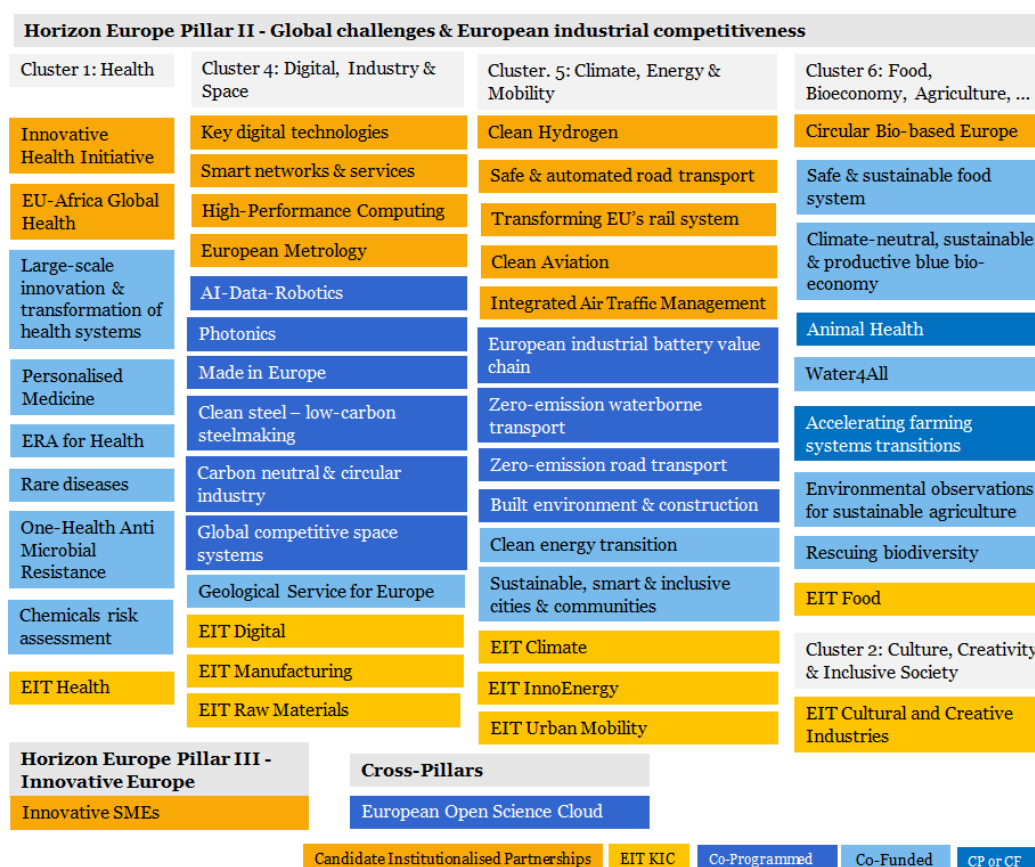 Horizon Europe Pillar II - Global challenges & European industrial competitiveness
Cluster 1: Health
Innovative
Health Initiative
EU-Africa Global
Health
Large-scale
innovation &
transformation of
health systems
Personalised
Medicine
ERA for Health
Rare diseases
One-Health Anti
Microbial
Resistance
Chemicals risk
assessment
EIT Health
Cluster 4: Digital, Industry &
Space
Key digital technologies
Smart networks & services
High-Performance Computing
European Metrology
AI-Data-Robotics
Photonics
Made in Europe
Clean steel – low-carbon
steelmaking
Carbon neutral & circular
industry
Global competitive space
systems
Geological Service for Europe
EIT Digital
EIT Manufacturing
EIT Raw Materials
Cluster. 5: Climate, Energy &
Mobility
Clean Hydrogen
Safe & automated road transport
Transforming EU's rail system
Clean Aviation
Integrated Air Traffic Management
European industrial battery value
chain
Zero-emission waterborne
transport
Zero-emission road transport
Built environment & construction
Clean energy transition
Sustainable, smart & inclusive
cities & communities
EIT Climate
EIT InnoEnergy
EIT Urban Mobility
Cluster 6: Food,
Bioeconomy, Agriculture, ...
Circular Bio-based Europe
Safe & sustainable food
system
Climate-neutral, sustainable
& productive blue bio-
economy
Animal Health
Water4All
Accelerating farming
systems transitions
Environmental observations
for sustainable agriculture
Rescuing biodiversity
EIT Food
Cluster 2: Culture, Creativity
& Inclusive Society
EIT Cultural and Creative
Industries
Horizon Europe Pillar III -
Innovative Europe
Innovative SMEs
Cross-Pillars
European Open Science Cloud
Candidate Institutionalised Partnerships
EIT KIC
Co-Programmed
Co-Funded
CP or CF